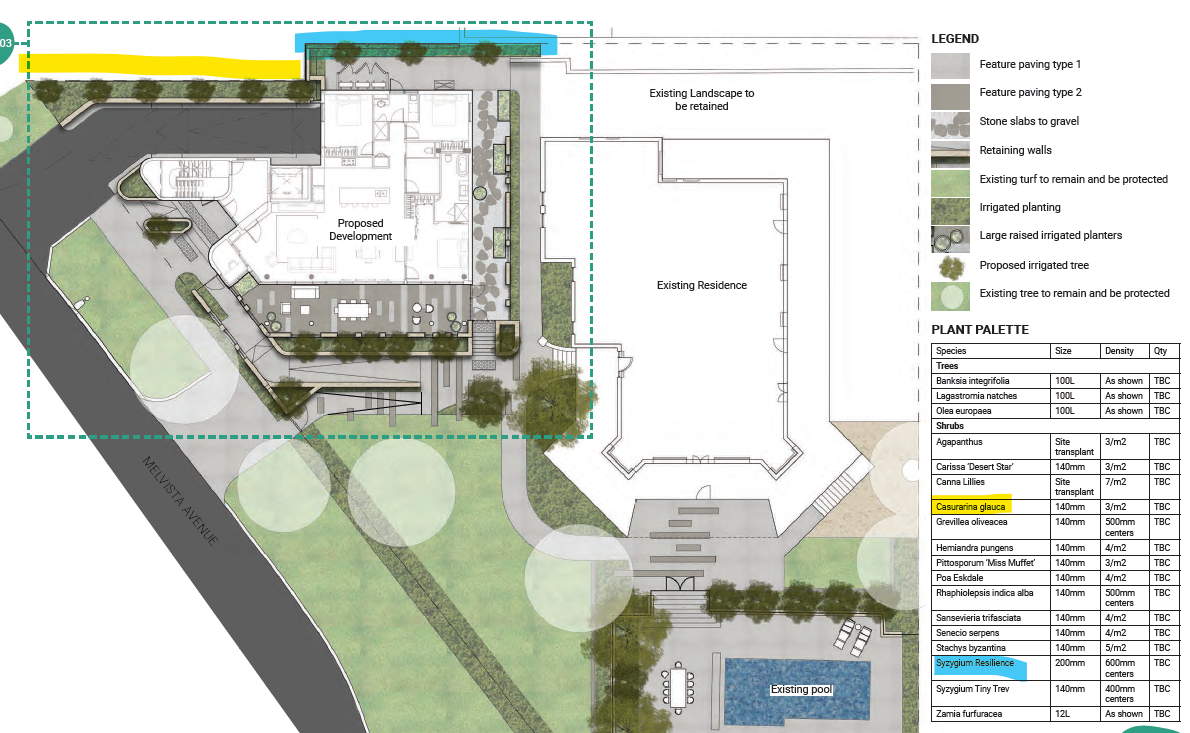 03
Existing Landscape to
be retained
Proposed
Development
Existing Residence
MELVISTA AVENUE
Existing pool
LEGEND
Feature paving type 1
Feature paving type 2
Stone slabs to gravel
Retaining walls
Existing turf to remain and be protected
Irrigated planting
Large raised irrigated planters
Proposed irrigated tree
Existing tree to remain and be protected
PLANT PALETTE
Species Size Density Qty
Trees
Banksia integrifolia 100L As shown TBC
Lagastromia natches 100L As shown TBC
Olea europaea 100L As shown TBC
Shrubs
Agapanthus Site transplant 3/m2 TBC
Carissa 'Desert Star' 140mm 3/m2 TBC
Canna Lillies Site transplant 7/m2 TBC
Casurarina glauca 140mm 3/m2 TBC
Grevillea oliveacea 140mm 500mm centers TBC
Hemiandra pungens 140mm 4/m2 TBC
Pittosporum 'Miss Muffet' 140mm 3/m2 TBC
Poa Eskdale 140mm 4/m2 TBC
Rhaphiolepsis indica alba 140mm 500mm centers TBC
Sansevieria trifasciata 140mm 4/m2 TBC
Senecio serpens 140mm 4/m2 TBC
Stachys byzantina 140mm 5/m2 TBC
Syzygium Resilience 200mm 600mm centers TBC
Syzygium Tiny Trev 140mm 400mm centers TBC
Zamia furfuracea 12L As shown TBC